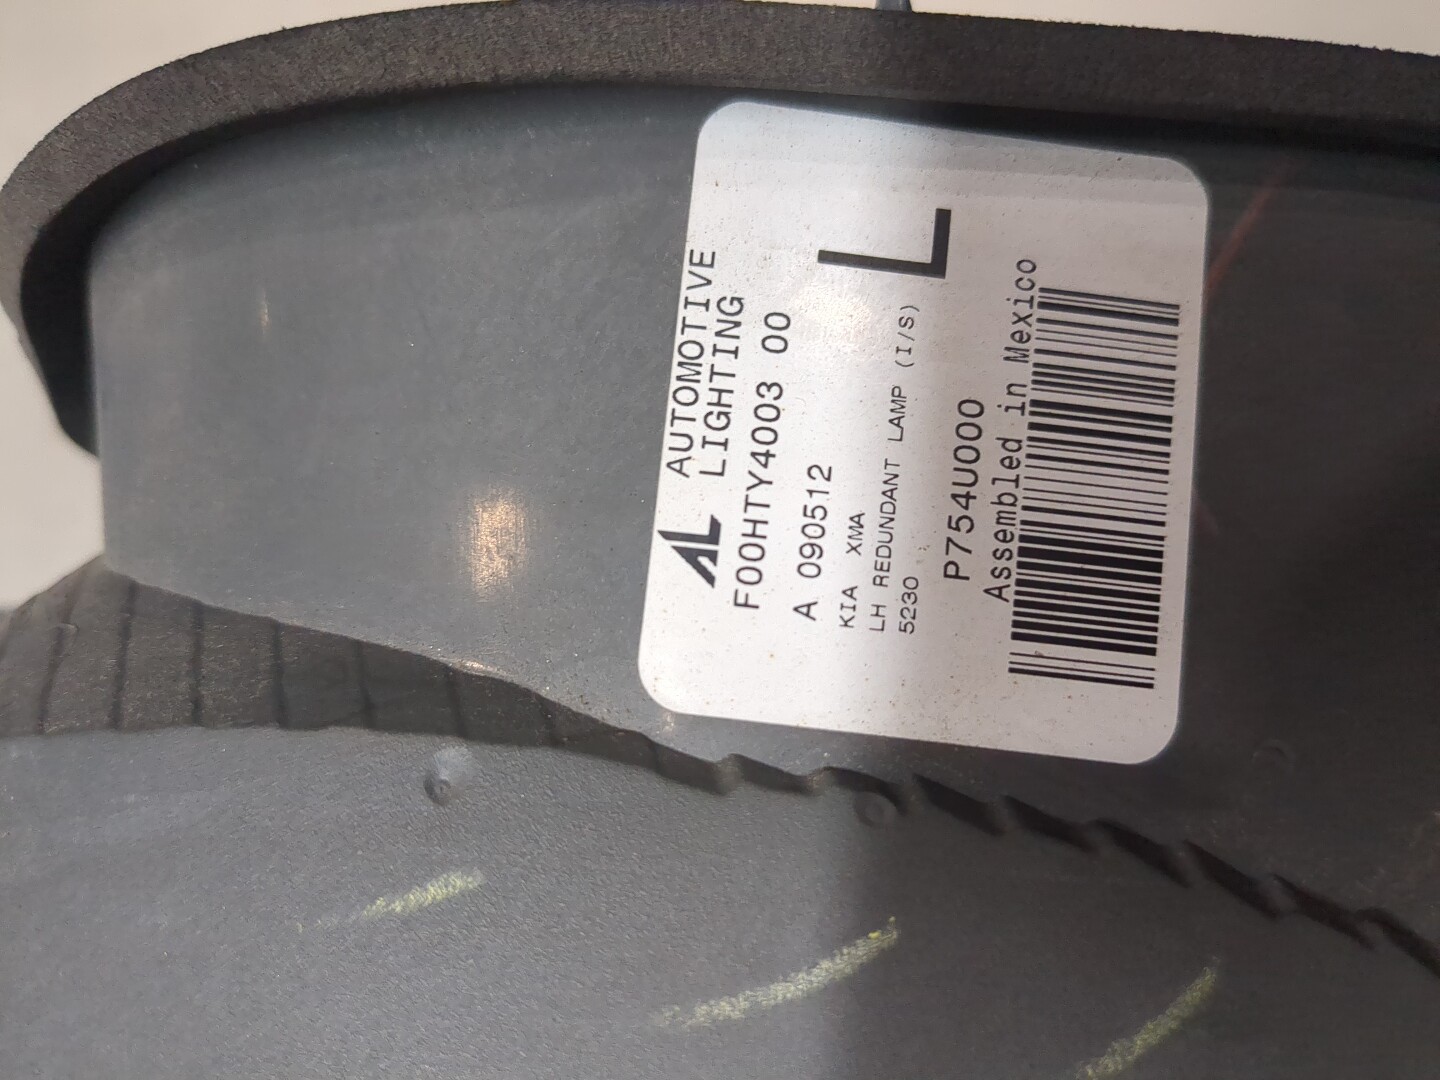 AL AUTOMOTIVE
LIGHTING
F00HTY4003 00
A 090512
KIA XMA
L
LH REDUNDANT LAMP (I/S)
5230
P754U000
Assembled in Mexico